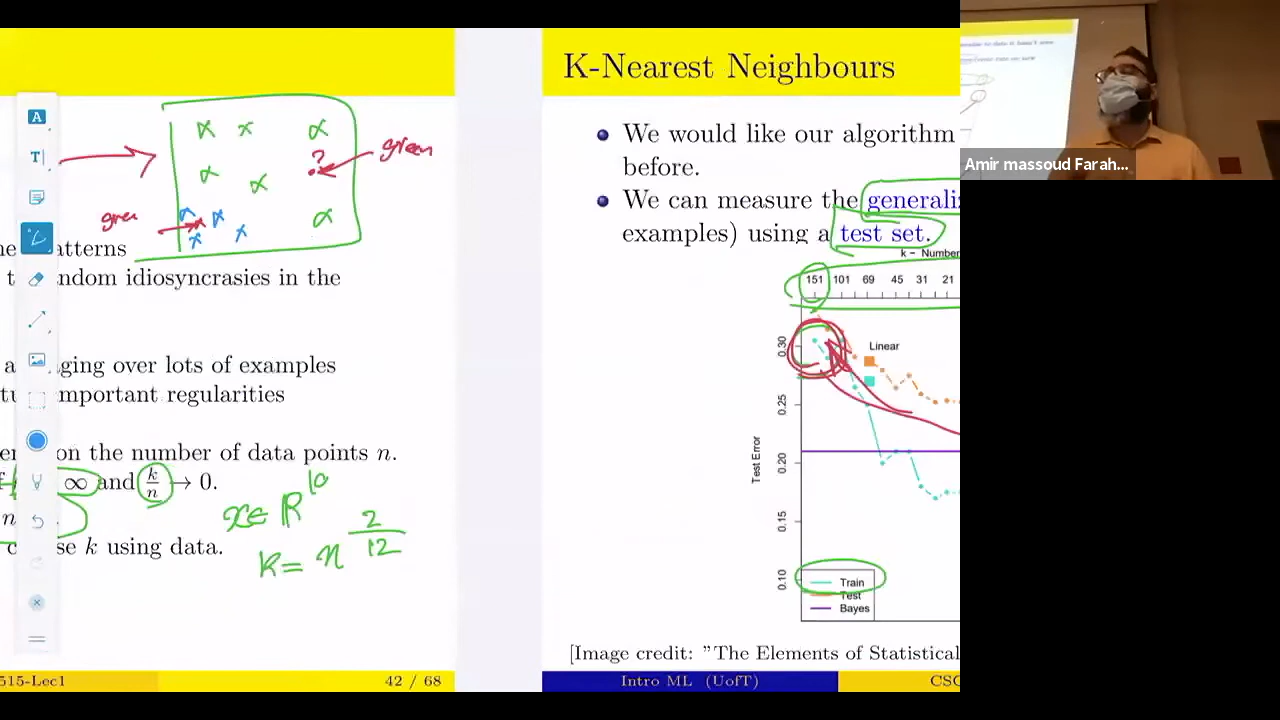 green
?
gree
ne patterns
ndom idiosyncrasies in the
a ging over lots of examples
mportant regularities
on the number of data points n.
∞ and k/n → 0.
x ∈ R^10
se k using data.
k = n^2/12
515-Lec1
42 / 68
K-Nearest Neighbours
We would like our algorithm
before.
We can measure the generali
examples) using a test set.
k − Number
151 101 69 45 31 21
0.30
Linear
0.25
Test Error
0.20
0.15
0.10
Train
Test
Bayes
[Image credit: "The Elements of Statistical
Intro ML (UofT)
CSC
Amir massoud Farah...